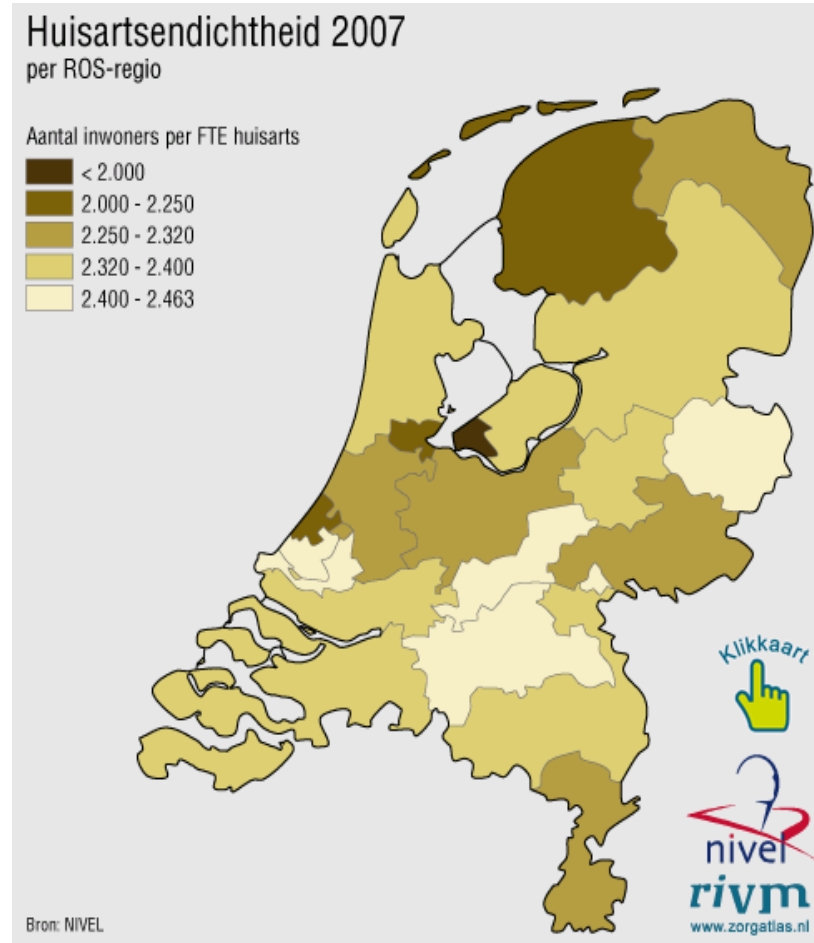 Huisartsendichtheid 2007
per ROS-regio
Aantal inwoners per FTE huisarts
< 2.000
2.000 - 2.250
2.250 - 2.320
2.320 - 2.400
2.400 - 2.463
Klikkaart
nivel
rivm
www.zorgatlas.nl
Bron: NIVEL